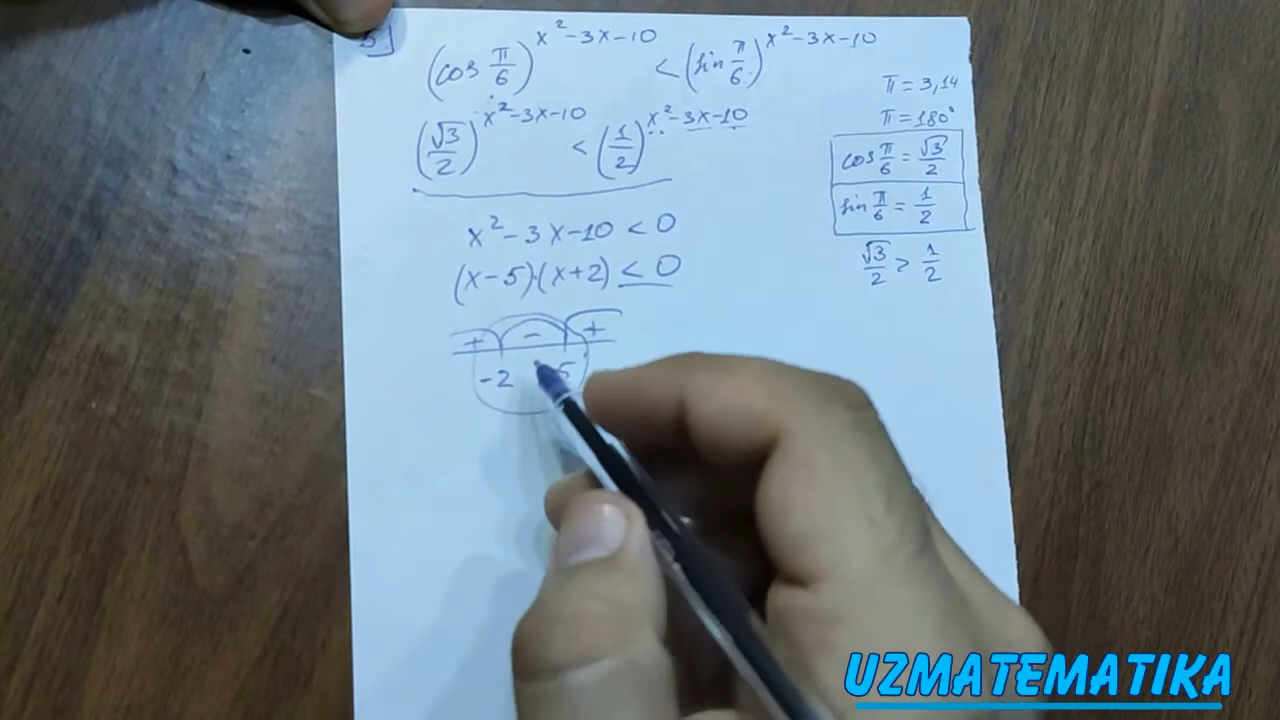 (cos π/6)^(x²-3x-10) < (sin π/6)^(x²-3x-10)
π = 3,14
π = 180°
(√3/2)^(x²-3x-10) < (1/2)^(x²-3x-10)
cos π/6 = √3/2
sin π/6 = 1/2
x²-3x-10 < 0
√3/2 > 1/2
(x-5)·(x+2) < 0
+ - +
-2 5
UZMATEMATIKA